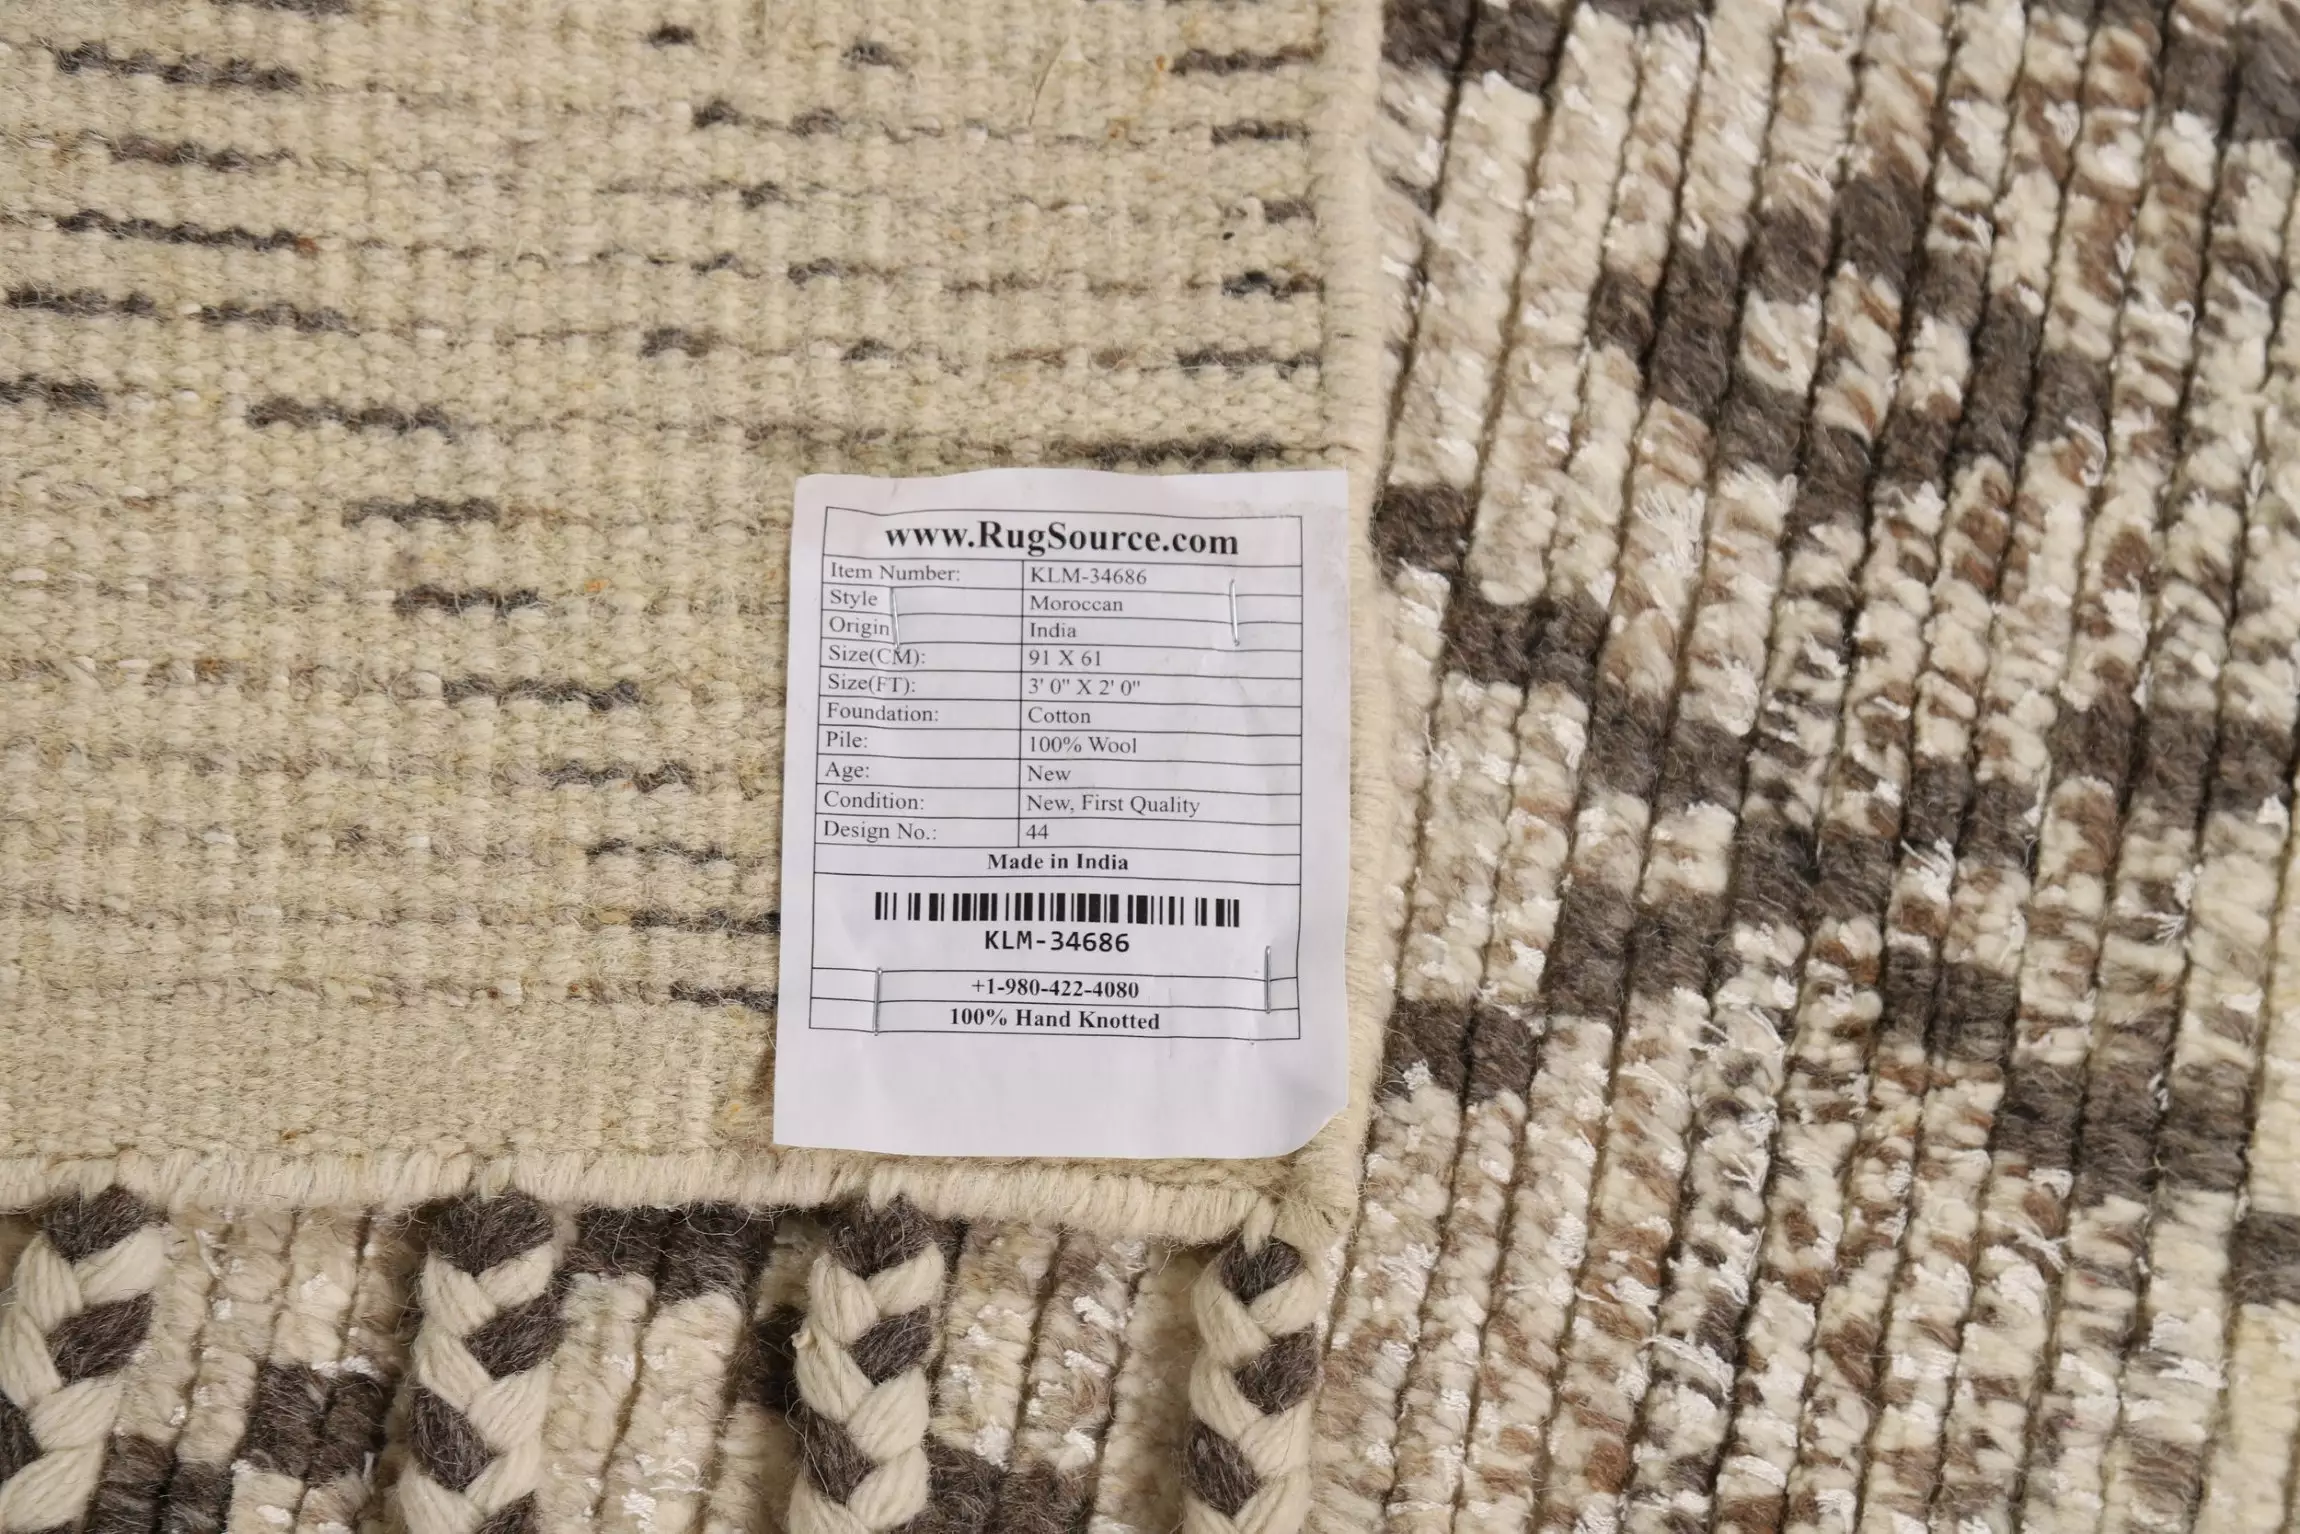 www.RugSource.com
Item Number: KLM-34686
Style Moroccan
Origin India
Size(CM): 91 X 61
Size(FT): 3' 0" X 2' 0"
Foundation: Cotton
Pile: 100% Wool
Age: New
Condition: New, First Quality
Design No.: 44
Made in India
KLM-34686
+1-980-422-4080
100% Hand Knotted